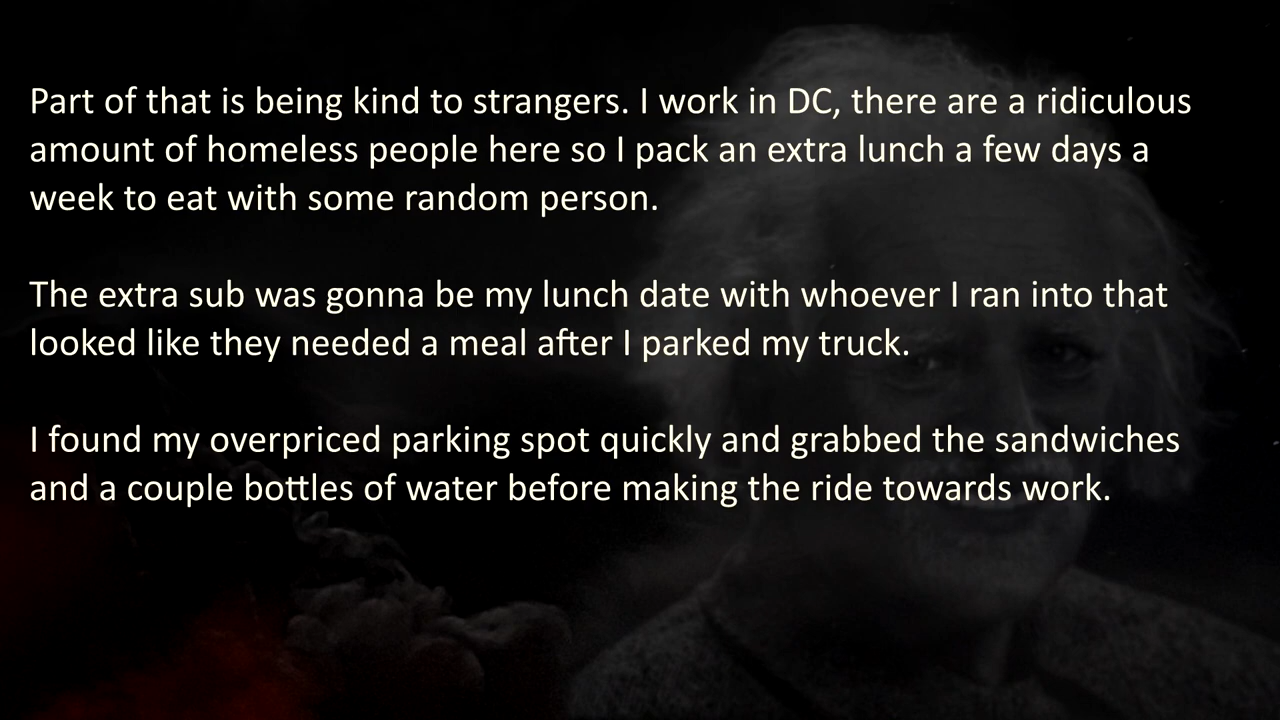 Part of that is being kind to strangers. I work in DC, there are a ridiculous
amount of homeless people here so I pack an extra lunch a few days a
week to eat with some random person.
The extra sub was gonna be my lunch date with whoever I ran into that
looked like they needed a meal after I parked my truck.
I found my overpriced parking spot quickly and grabbed the sandwiches
and a couple bottles of water before making the ride towards work.